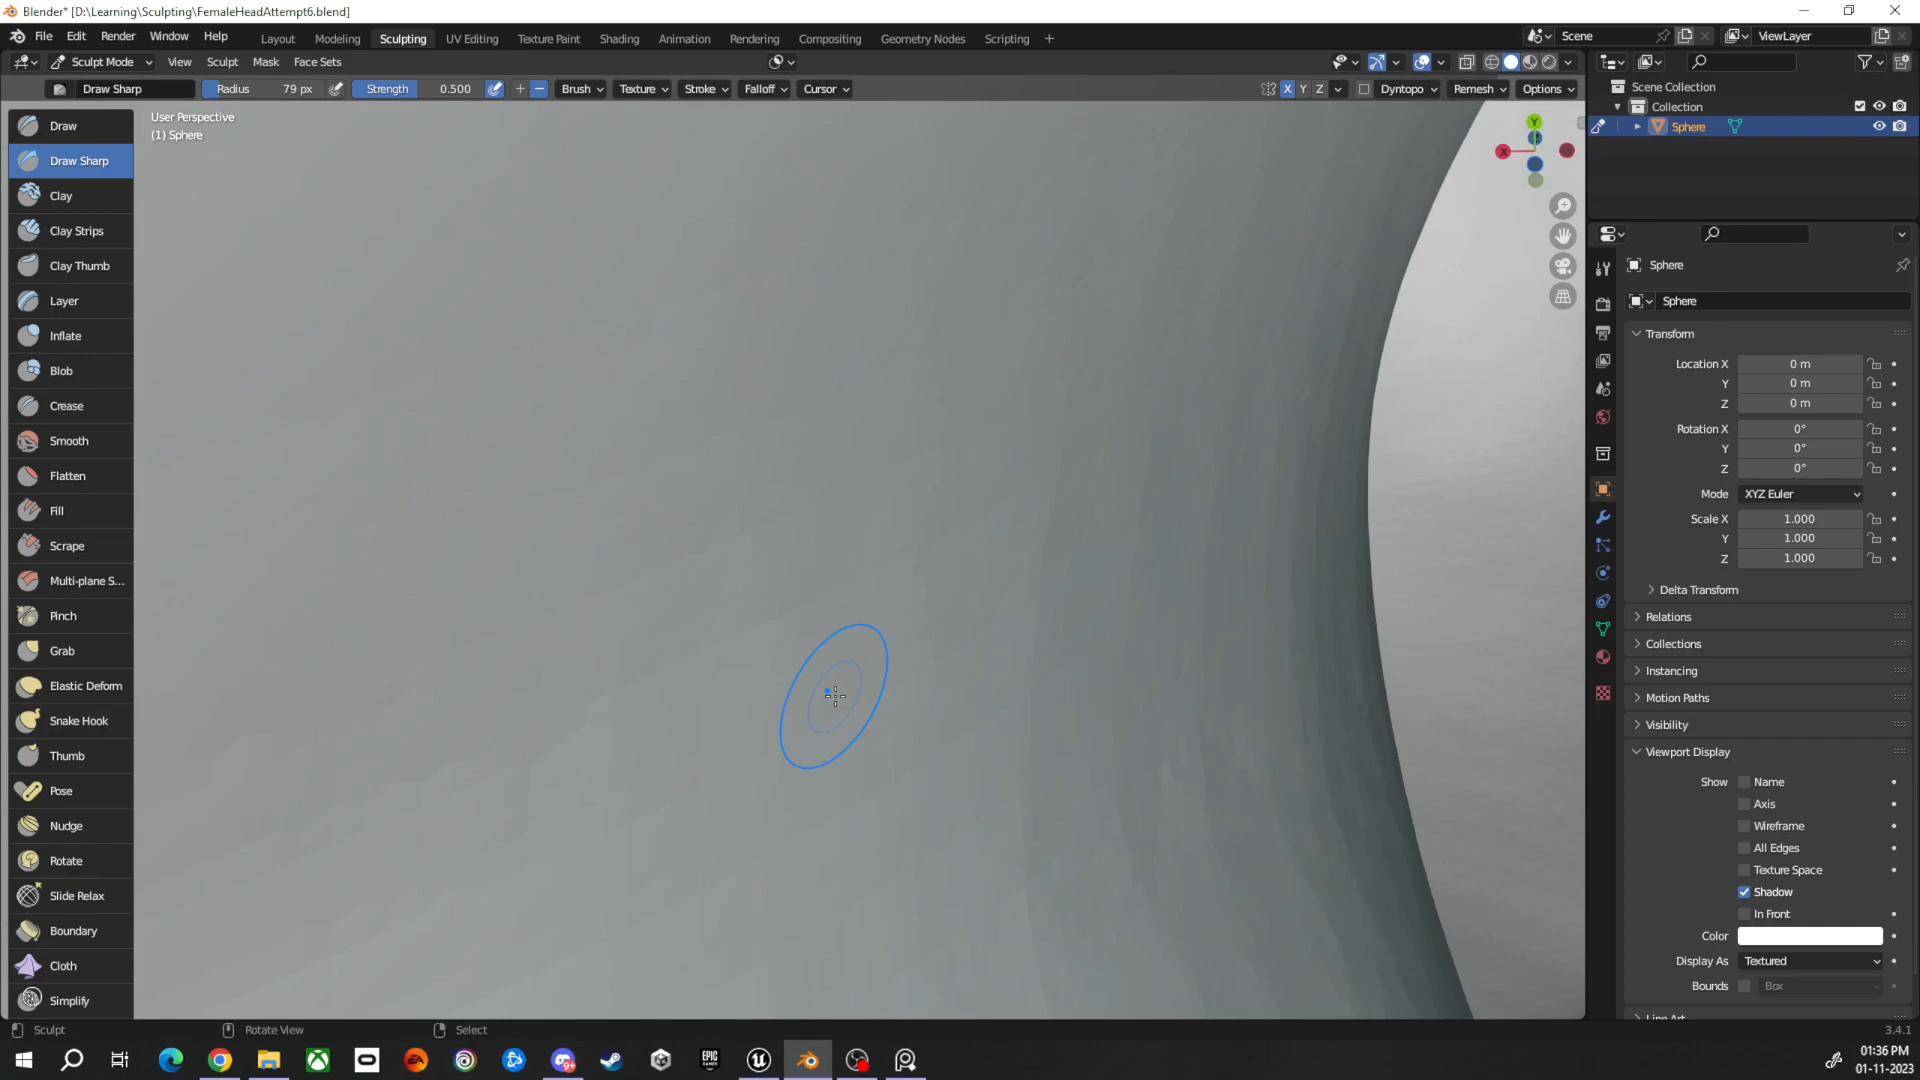 Blender* [D:\Learning\Sculpting\FemaleHeadAttempt6.blend]
File Edit Render Window Help Layout Modeling Sculpting UV Editing Texture Paint Shading Animation Rendering Compositing Geometry Nodes Scripting + Scene ViewLayer
Sculpt Mode View Sculpt Mask Face Sets
Draw Sharp Radius 79 px Strength 0.500 Brush Texture Stroke Falloff Cursor X Y Z Dyntopo Remesh Options
Scene Collection
Collection
Sphere
User Perspective
(1) Sphere
Y
X
Draw
Draw Sharp
Clay
Clay Strips
Clay Thumb
Layer
Inflate
Blob
Crease
Smooth
Flatten
Fill
Scrape
Multi-plane S...
Pinch
Grab
Elastic Deform
Snake Hook
Thumb
Pose
Nudge
Rotate
Slide Relax
Boundary
Cloth
Simplify
Sphere
Sphere
Transform
Location X 0 m
Y 0 m
Z 0 m
Rotation X 0°
Y 0°
Z 0°
Mode XYZ Euler
Scale X 1.000
Y 1.000
Z 1.000
Delta Transform
Relations
Collections
Instancing
Motion Paths
Visibility
Viewport Display
Show Name
Axis
Wireframe
All Edges
Texture Space
Shadow
In Front
Color
Display As Textured
Bounds Box
Line Art
Sculpt Rotate View Select 3.4.1
EA
9+
EPIC GAMES
01:36 PM
01-11-2023